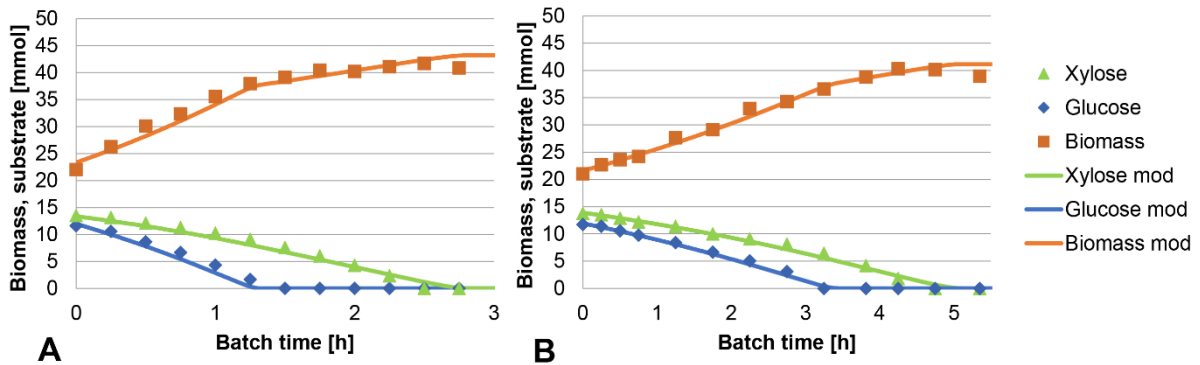 Biomass, substrate [mmol]
50
45
40
35
30
25
20
15
10
5
0
0
1
2
3
Batch time [h]
A
Biomass, substrate [mmol]
50
45
40
35
30
25
20
15
10
5
0
0
1
2
3
4
5
Batch time [h]
B
Xylose
Glucose
Biomass
Xylose mod
Glucose mod
Biomass mod